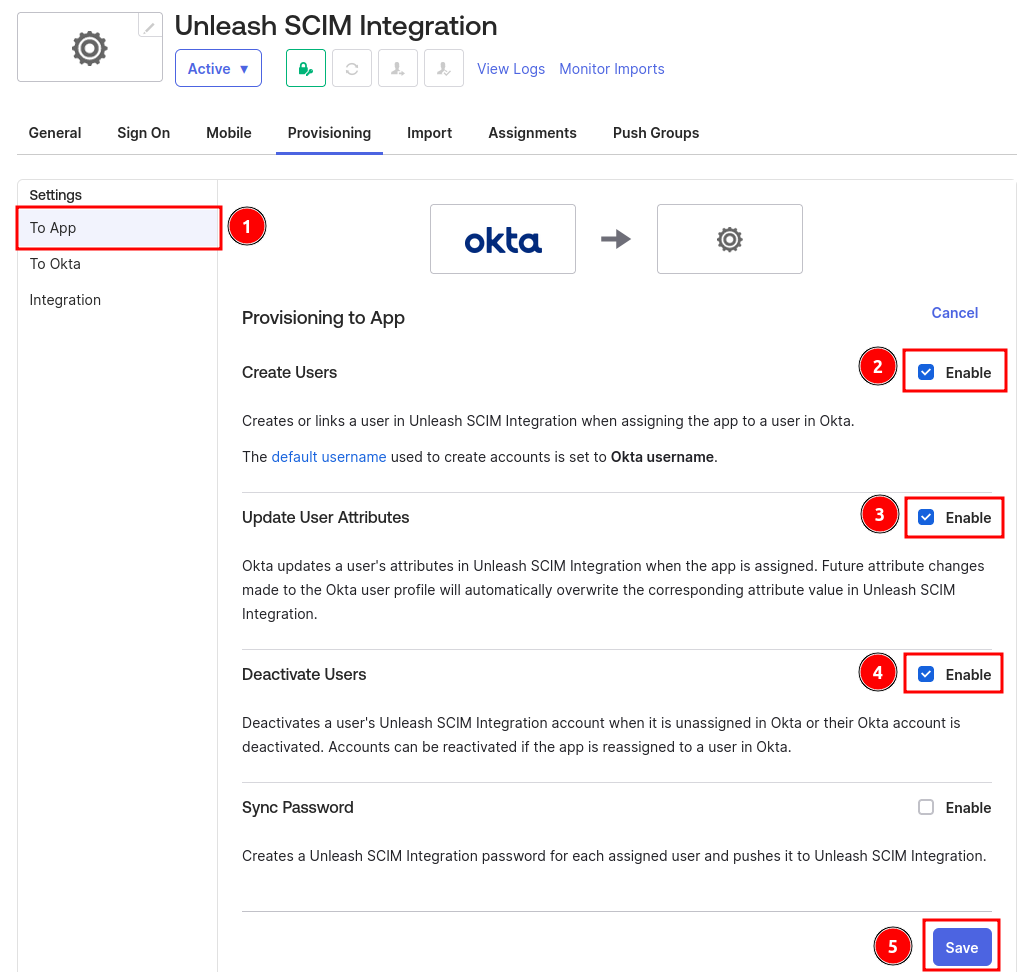 Unleash SCIM Integration
Active ▼
View Logs Monitor Imports
General Sign On Mobile Provisioning Import Assignments Push Groups
Settings
To App
1
To Okta
Integration
okta
Provisioning to App
Cancel
Create Users
2
Enable
Creates or links a user in Unleash SCIM Integration when assigning the app to a user in Okta.
The default username used to create accounts is set to Okta username.
Update User Attributes
3
Enable
Okta updates a user's attributes in Unleash SCIM Integration when the app is assigned. Future attribute changes
made to the Okta user profile will automatically overwrite the corresponding attribute value in Unleash SCIM
Integration.
Deactivate Users
4
Enable
Deactivates a user's Unleash SCIM Integration account when it is unassigned in Okta or their Okta account is
deactivated. Accounts can be reactivated if the app is reassigned to a user in Okta.
Sync Password
Enable
Creates a Unleash SCIM Integration password for each assigned user and pushes it to Unleash SCIM Integration.
5
Save